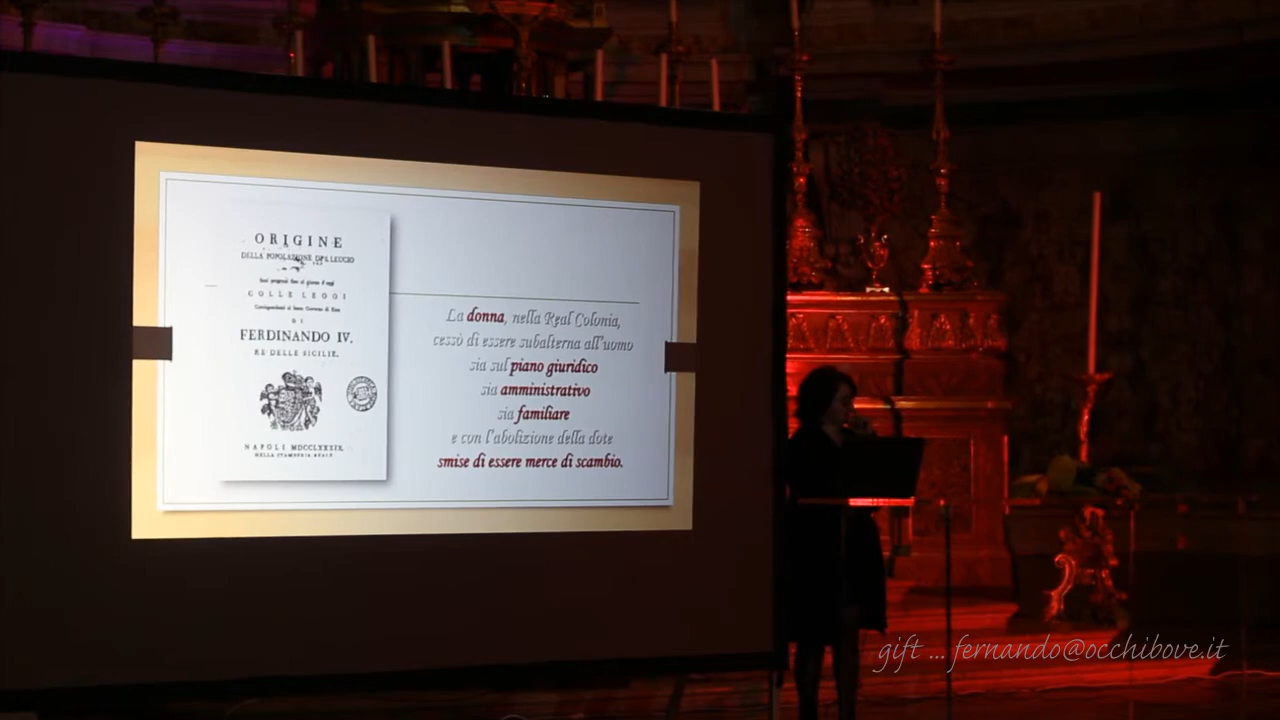 ORIGINE
DELLA POPOLAZIONE DI S. LEUCIO
COLLE LEGGI
DI
FERDINANDO IV.
RE DELLE SICILIE.
NAPOLI MDCCLXXXIX.
NELLA STAMPERIA REALE
La donna, nella Real Colonia,
cessò di essere subalterna all'uomo
sia sul piano giuridico
sia amministrativo
sia familiare
e con l'abolizione della dote
smise di essere merce di scambio.
gift ... fernando@occhibove.it